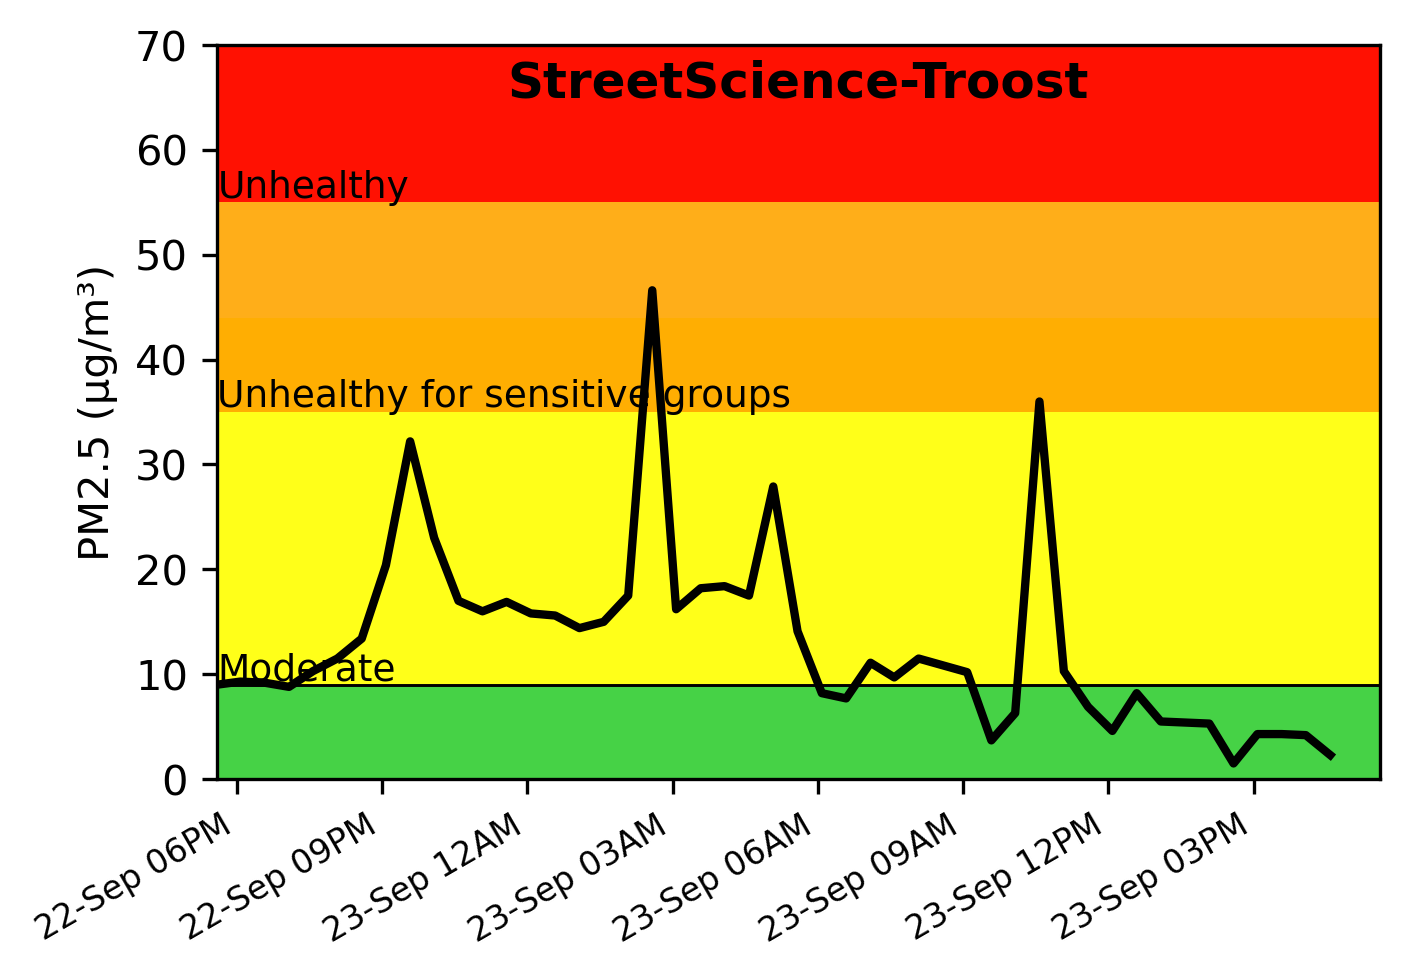 StreetScience-Troost
70
60
Unhealthy
50
40
Unhealthy for sensitive groups
30
20
10
Moderate
0
PM2.5 (µg/m³)
22-Sep 06PM
22-Sep 09PM
23-Sep 12AM
23-Sep 03AM
23-Sep 06AM
23-Sep 09AM
23-Sep 12PM
23-Sep 03PM